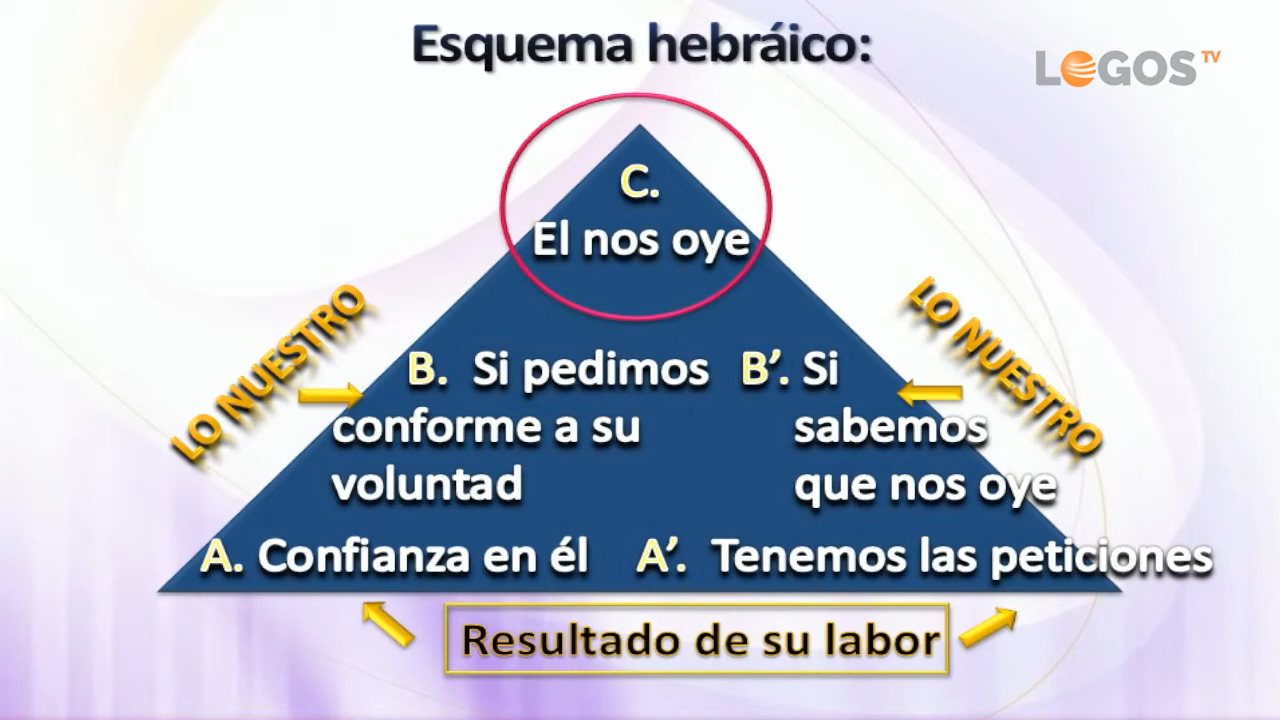 Esquema hebráico:
LOGOS TV
C.
El nos oye
LO NUESTRO
LO NUESTRO
B. Si pedimos
conforme a su
voluntad
B’. Si
sabemos
que nos oye
A. Confianza en él
A’. Tenemos las peticiones
Resultado de su labor